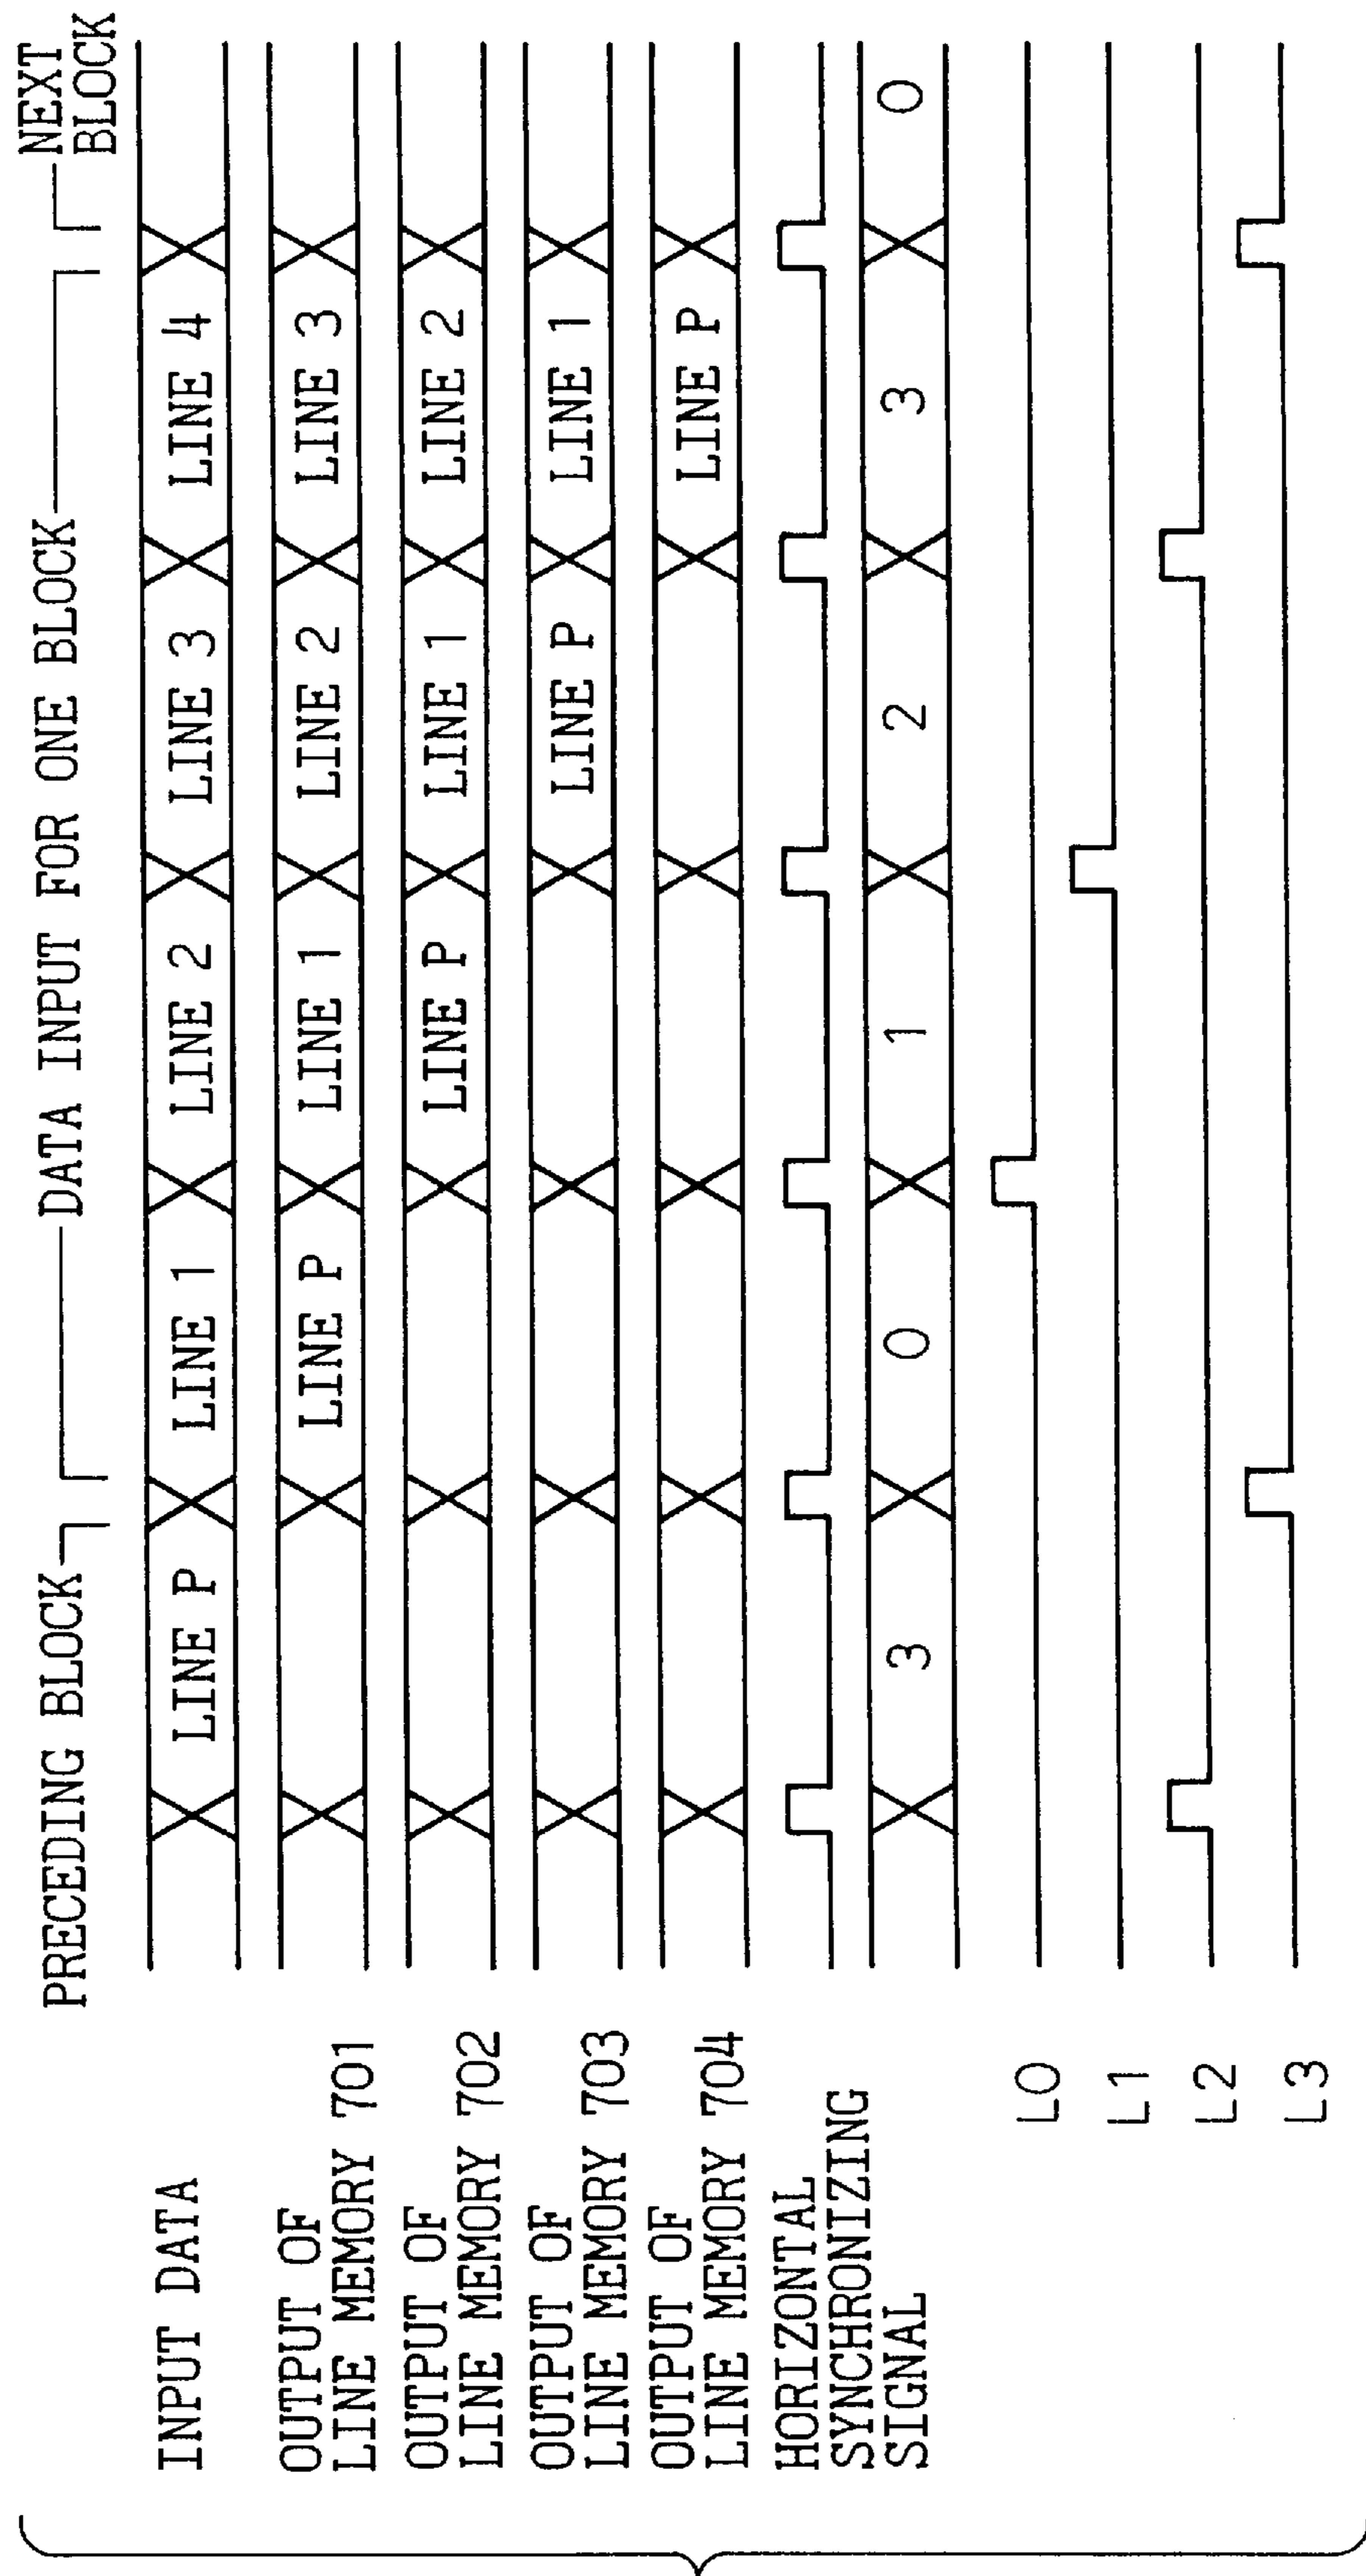 PRECEDING BLOCK
DATA INPUT FOR ONE BLOCK
NEXT
BLOCK
INPUT DATA
LINE P
LINE 1
LINE 2
LINE 3
LINE 4
OUTPUT OF
LINE MEMORY 701
LINE P
LINE 1
LINE 2
LINE 3
OUTPUT OF
LINE MEMORY 702
LINE P
LINE 1
LINE 2
OUTPUT OF
LINE MEMORY 703
LINE P
LINE 1
OUTPUT OF
LINE MEMORY 704
LINE P
HORIZONTAL
SYNCHRONIZING
SIGNAL
3
0
1
2
3
0
L0
L1
L2
L3